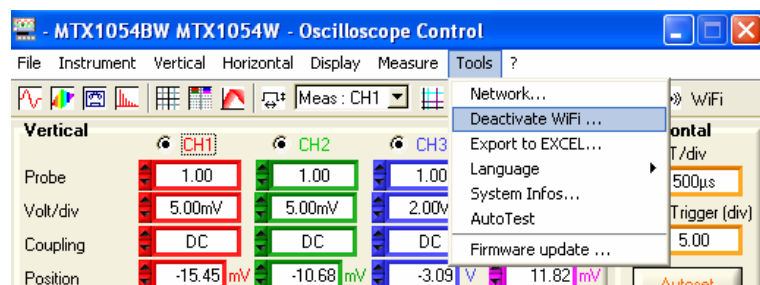 - MTX1054BW MTX1054W - Oscilloscope Control
File Instrument Vertical Horizontal Display Measure Tools ?
Meas : CH1 WiFi
Network...
Deactivate WiFi ...
Export to EXCEL...
Language
System Infos...
AutoTest
Firmware update ...
Vertical CH1 CH2 CH3
T/div
Probe 1.00 1.00 1.00 500µs
Volt/div 5.00mV 5.00mV 2.00V Trigger (div)
Coupling DC DC DC 5.00
Position -15.45 mV -10.68 mV -3.09 V 11.82 mV Autoset